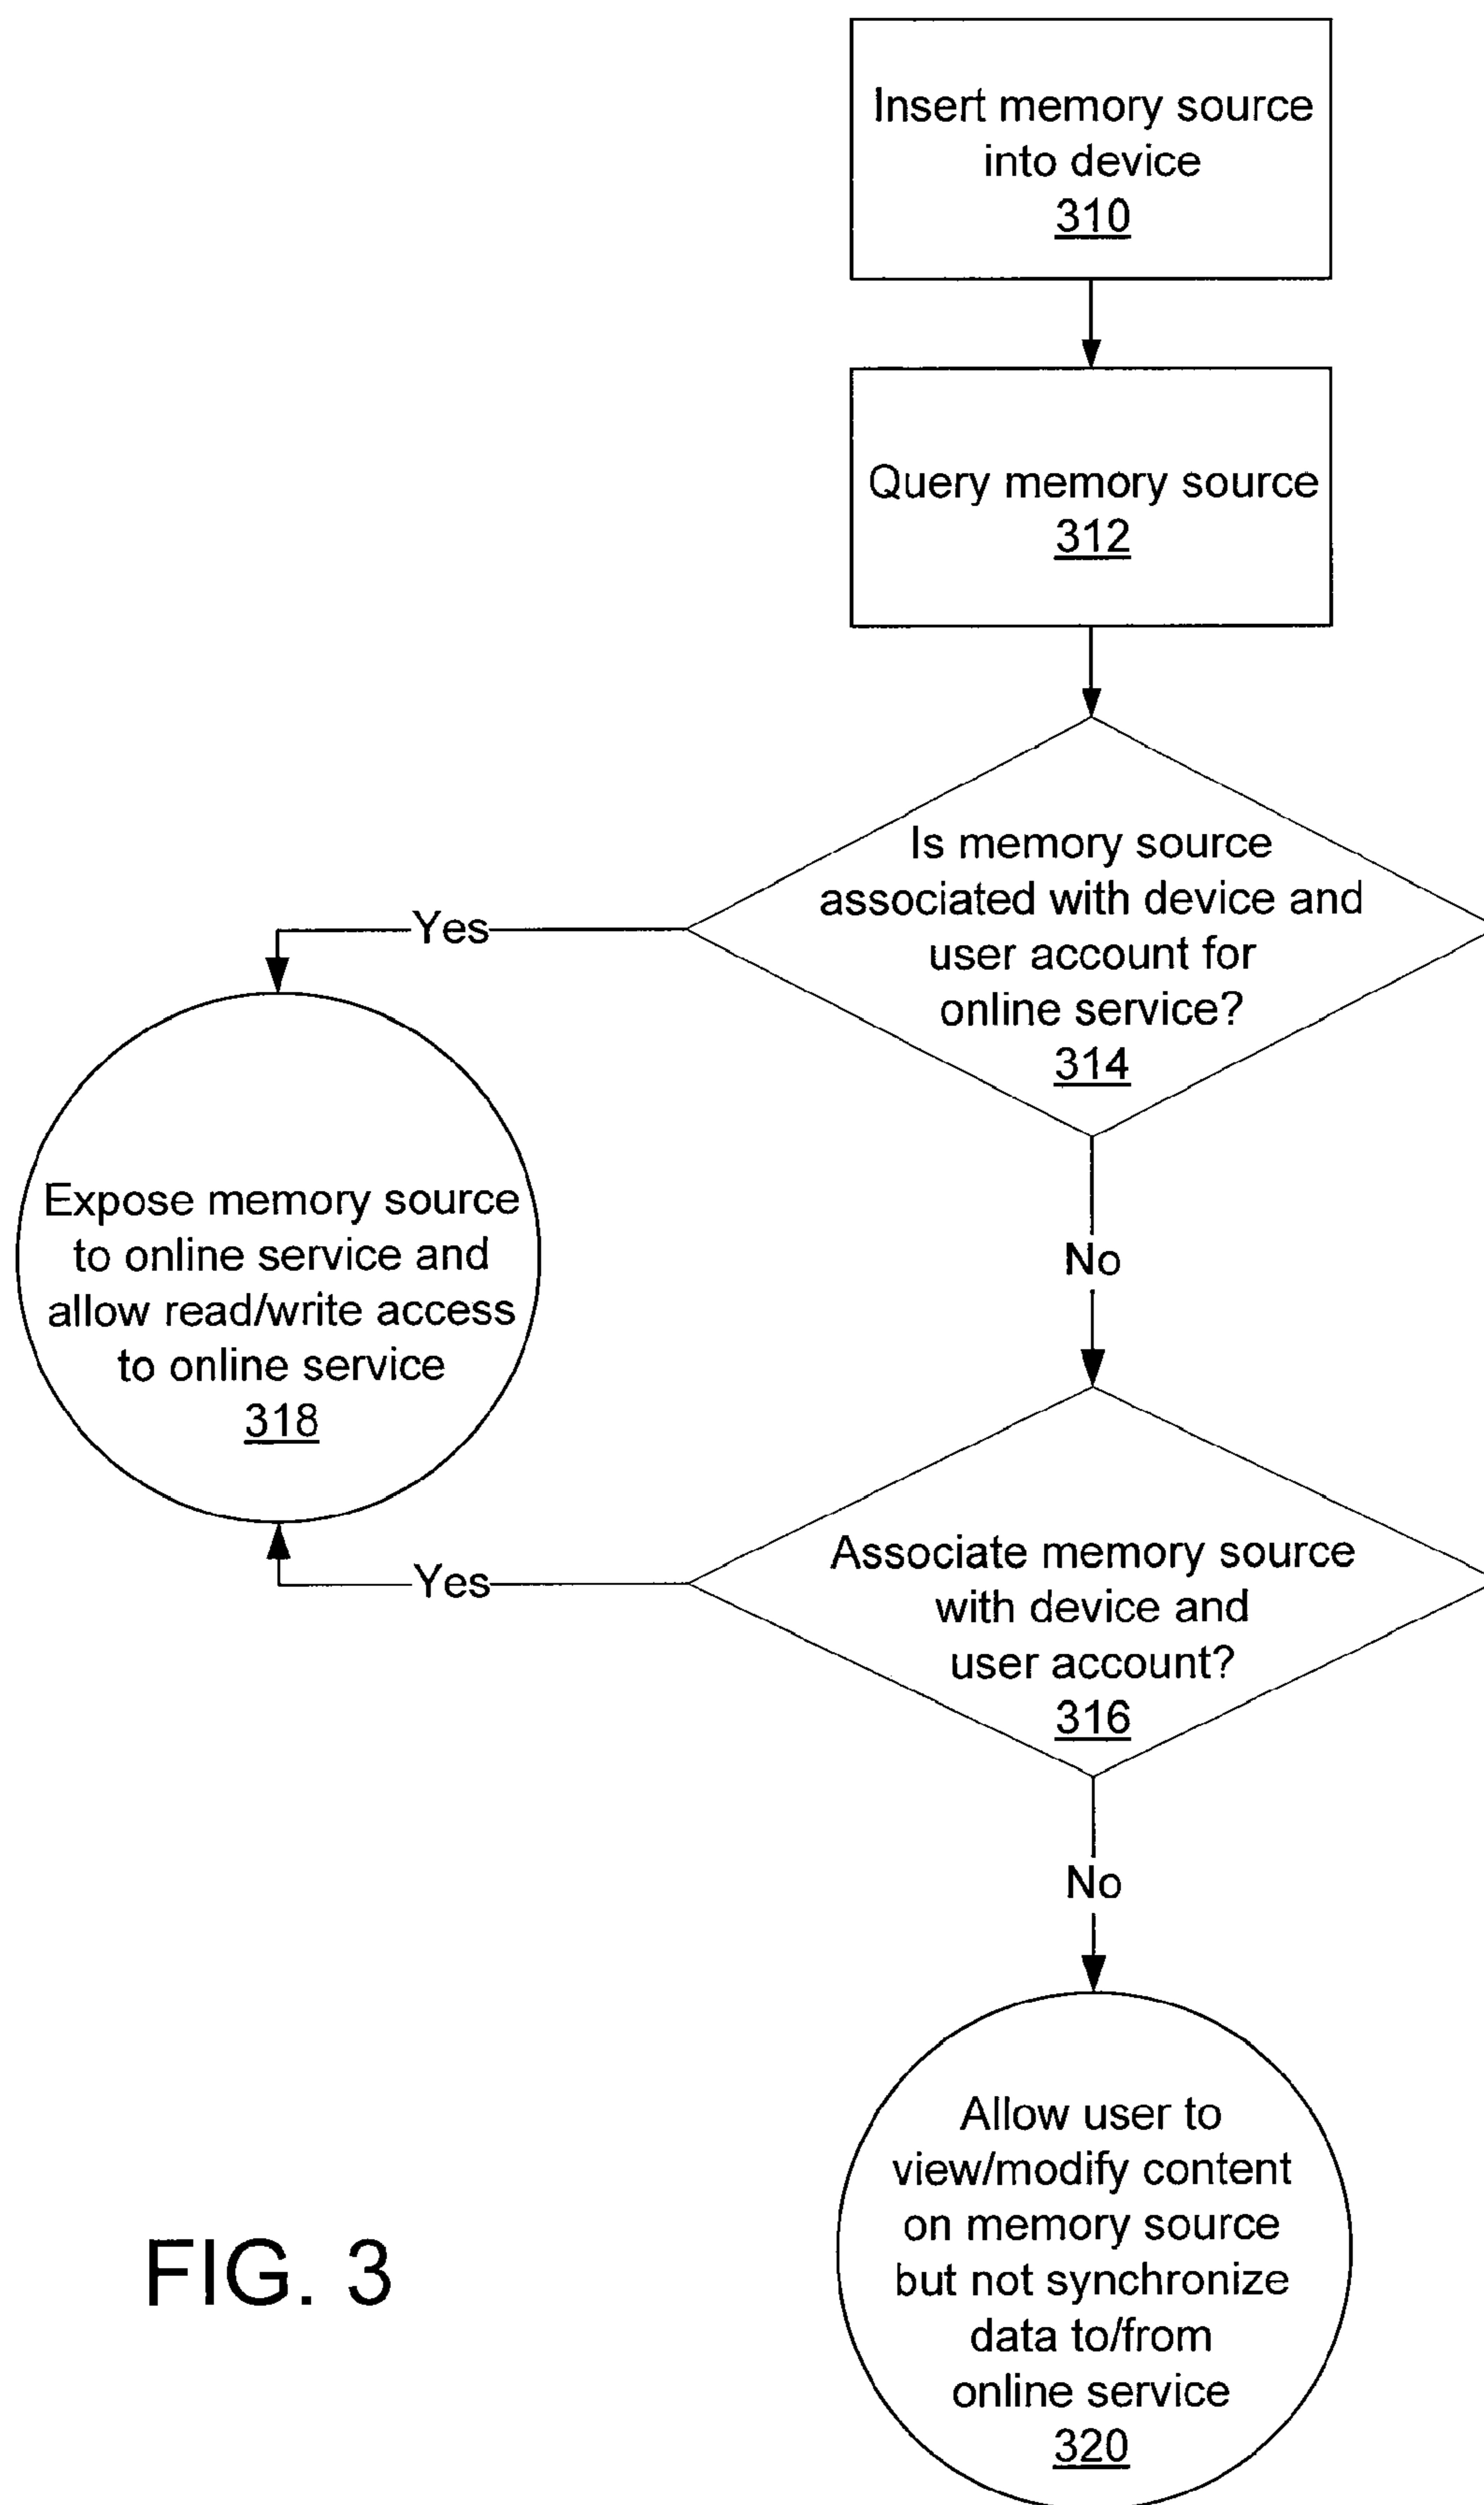 Insert memory source
into device
310
Query memory source
312
Is memory source
associated with device and
user account for
online service?
314
Yes
Expose memory source
to online service and
allow read/write access
to online service
318
No
Associate memory source
with device and
user account?
316
Yes
No
Allow user to
view/modify content
on memory source
but not synchronize
data to/from
online service
320
FIG. 3